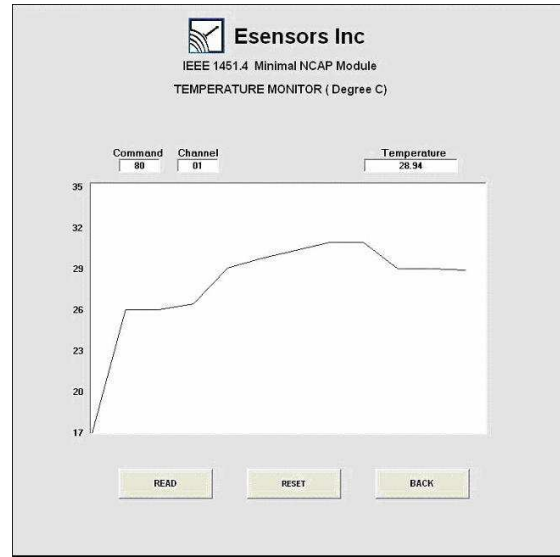 Esensors Inc
IEEE 1451.4 Minimal NCAP Module
TEMPERATURE MONITOR ( Degree C)
Command Channel Temperature
80 01 28.94
35
32
29
26
23
20
17
READ RESET BACK